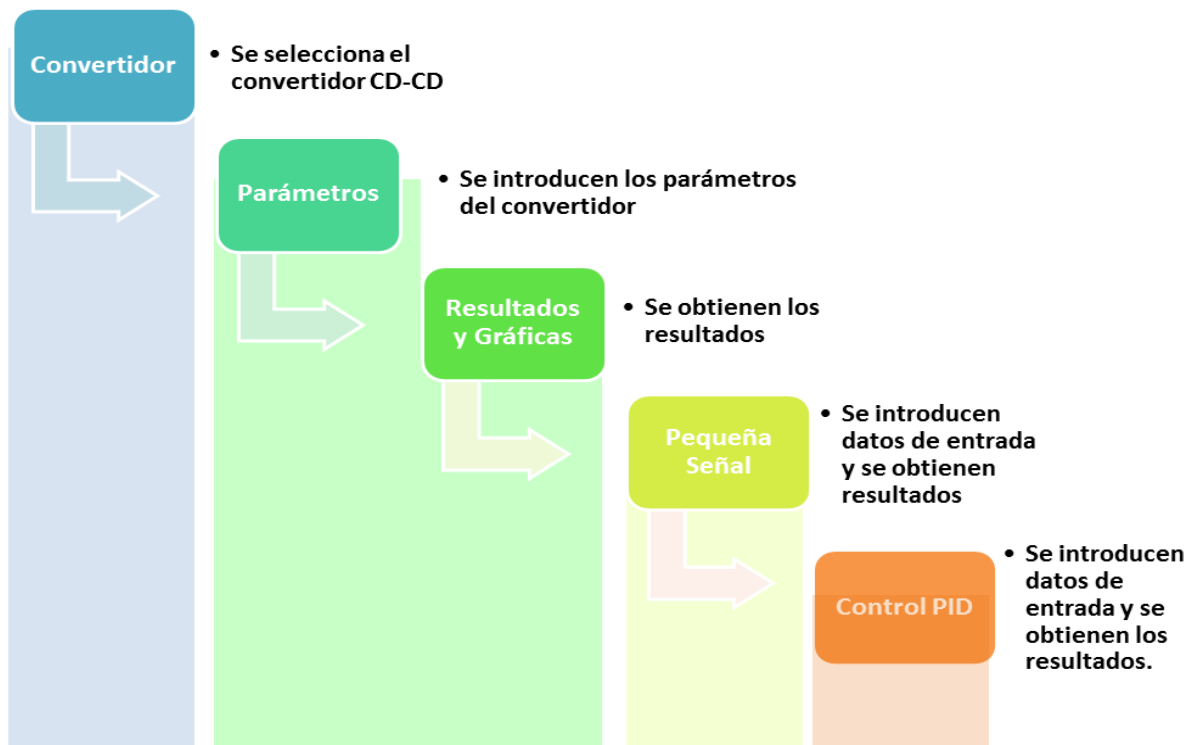 Convertidor
• Se selecciona el
convertidor CD-CD
Parámetros
• Se introducen los parámetros
del convertidor
Resultados
y Gráficas
• Se obtienen los
resultados
Pequeña
Señal
• Se introducen
datos de entrada
y se obtienen
resultados
Control PID
• Se introducen
datos de
entrada y se
obtienen los
resultados.